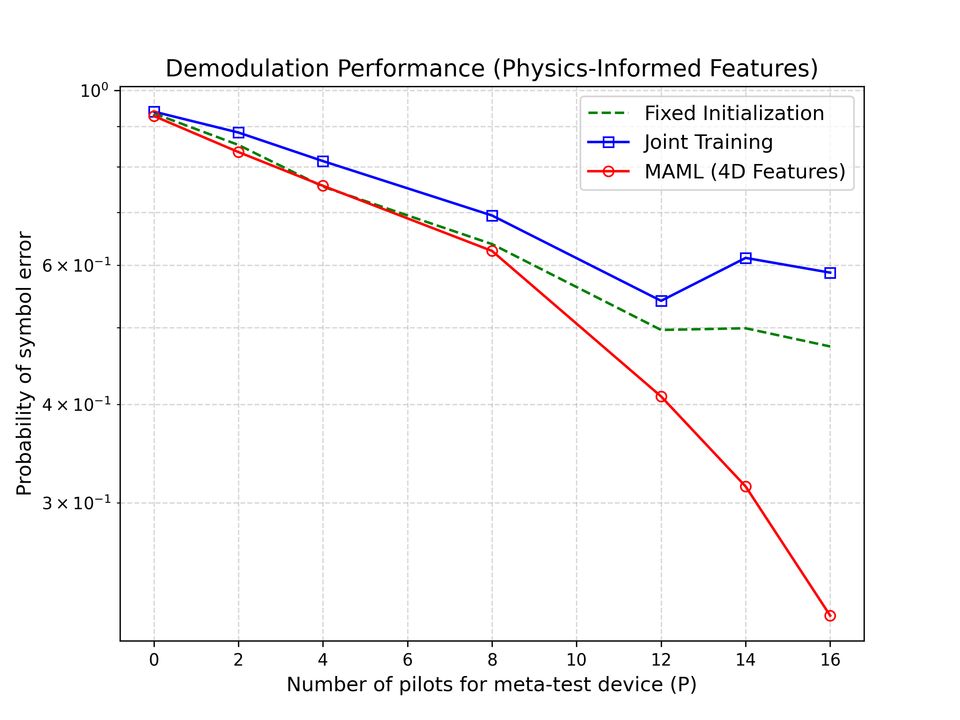 Demodulation Performance (Physics-Informed Features)
10⁰
6 × 10⁻¹
4 × 10⁻¹
3 × 10⁻¹
Probability of symbol error
Fixed Initialization
Joint Training
MAML (4D Features)
0 2 4 6 8 10 12 14 16
Number of pilots for meta-test device (P)